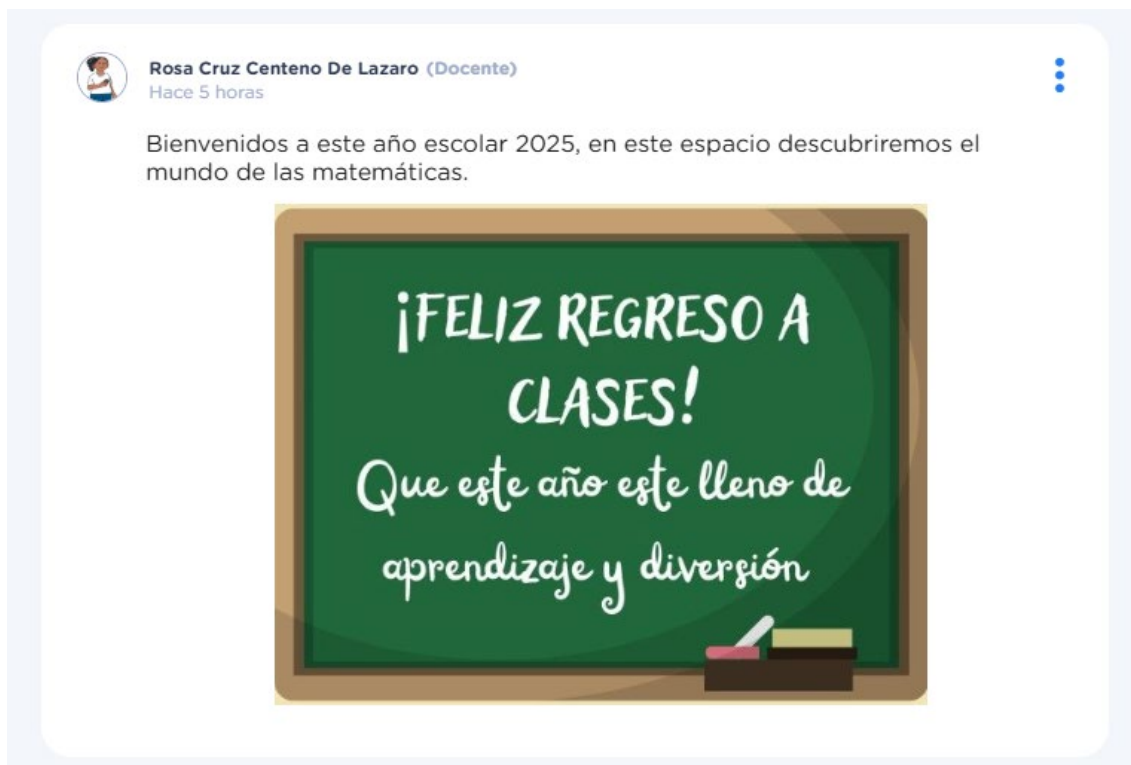 Rosa Cruz Centeno De Lazaro (Docente)
Hace 5 horas
Bienvenidos a este año escolar 2025, en este espacio descubriremos el
mundo de las matemáticas.
¡FELIZ REGRESO A
CLASES!
Que este año este lleno de
aprendizaje y diversión